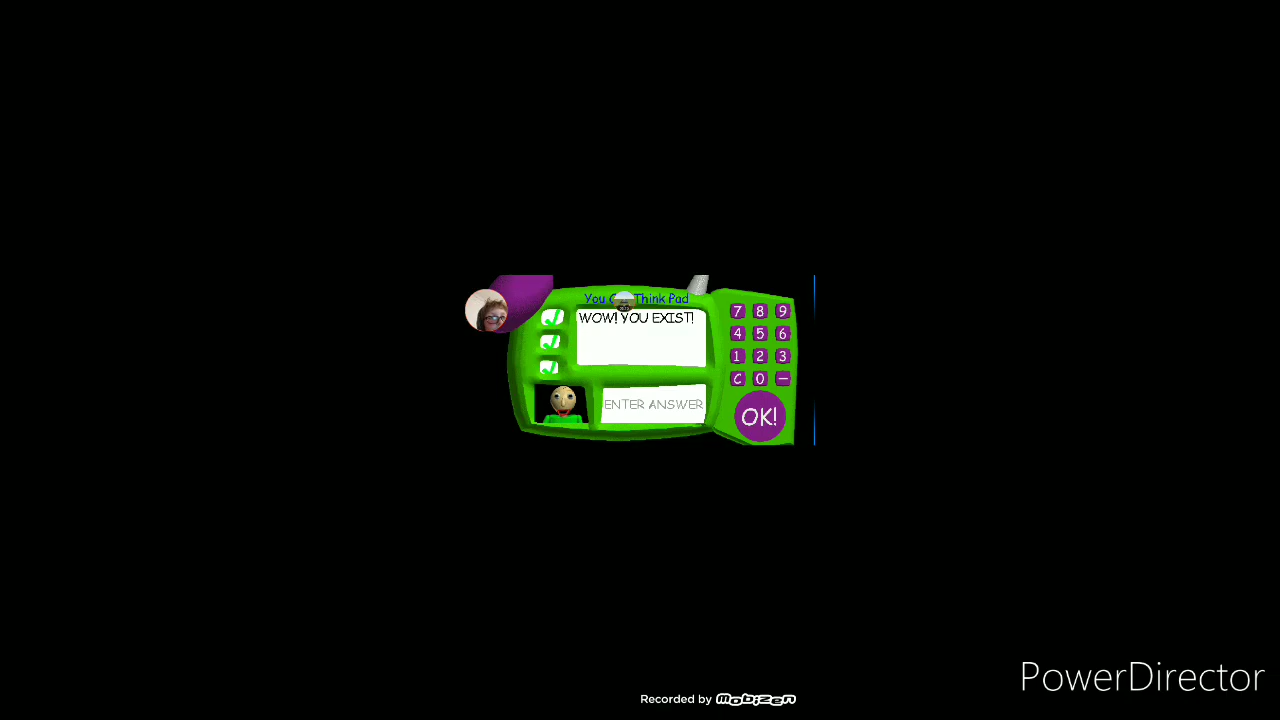 You Think Pad
WOW! YOU EXIST!
7 8 9
4 5 6
1 2 3
C 0 -
ENTER ANSWER
OK!
PowerDirector
Recorded by Mobizen